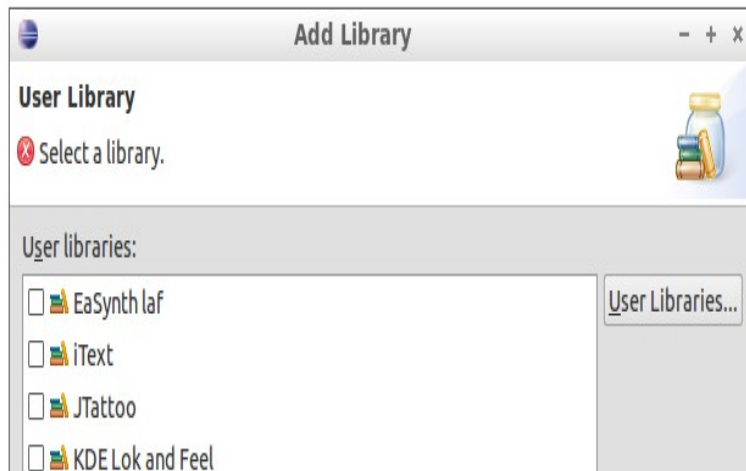 Add Library
User Library
Select a library.
User libraries:
EaSynth laf
User Libraries...
iText
JTattoo
KDE Lok and Feel